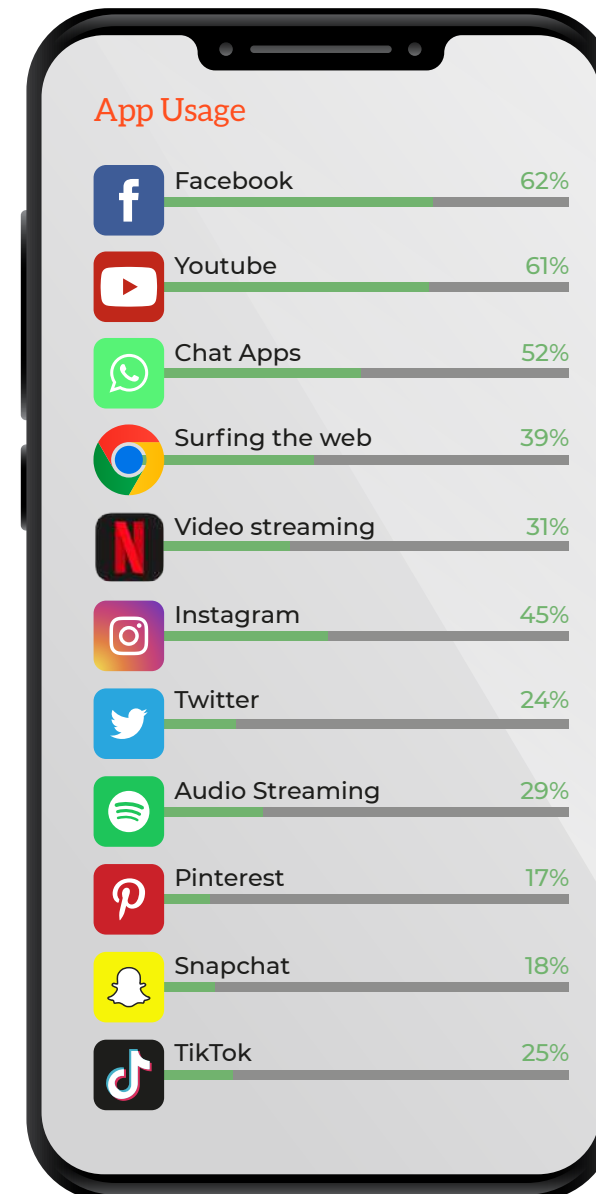 App Usage
Facebook 62%
Youtube 61%
Chat Apps 52%
Surfing the web 39%
Video streaming 31%
Instagram 45%
Twitter 24%
Audio Streaming 29%
Pinterest 17%
Snapchat 18%
TikTok 25%